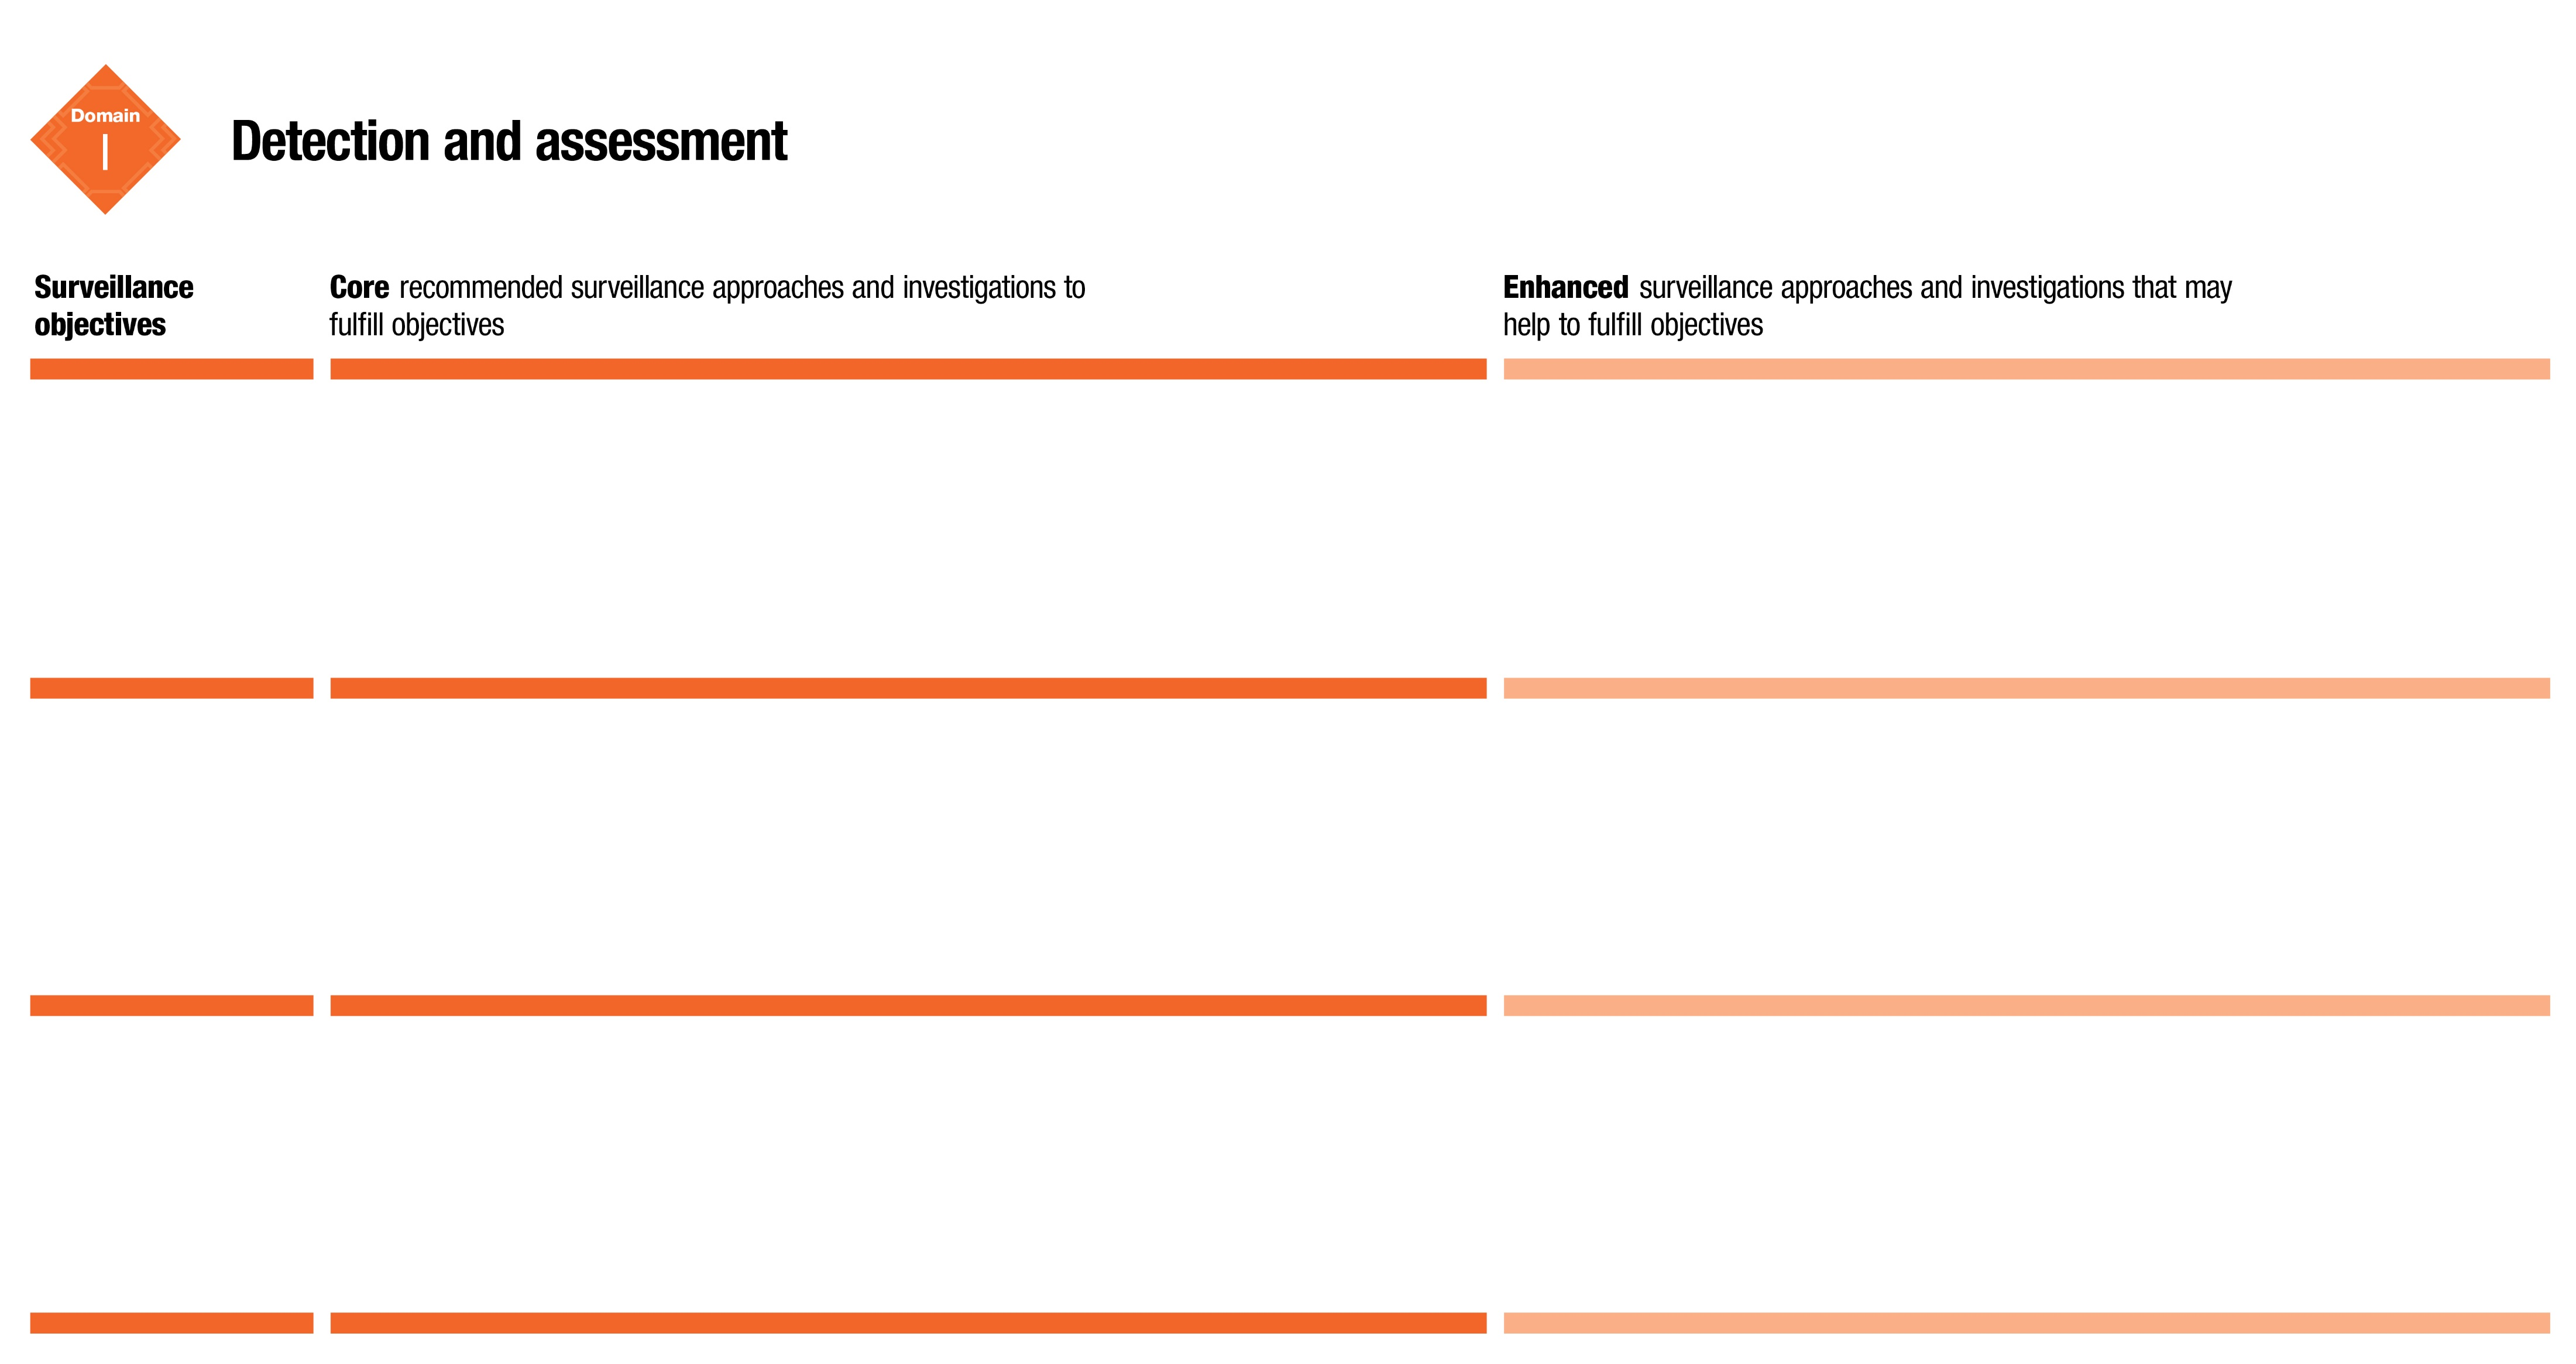 Domain
I
Detection and assessment
Surveillance
objectives
Core recommended surveillance approaches and investigations to
fulfill objectives
Enhanced surveillance approaches and investigations that may
help to fulfill objectives